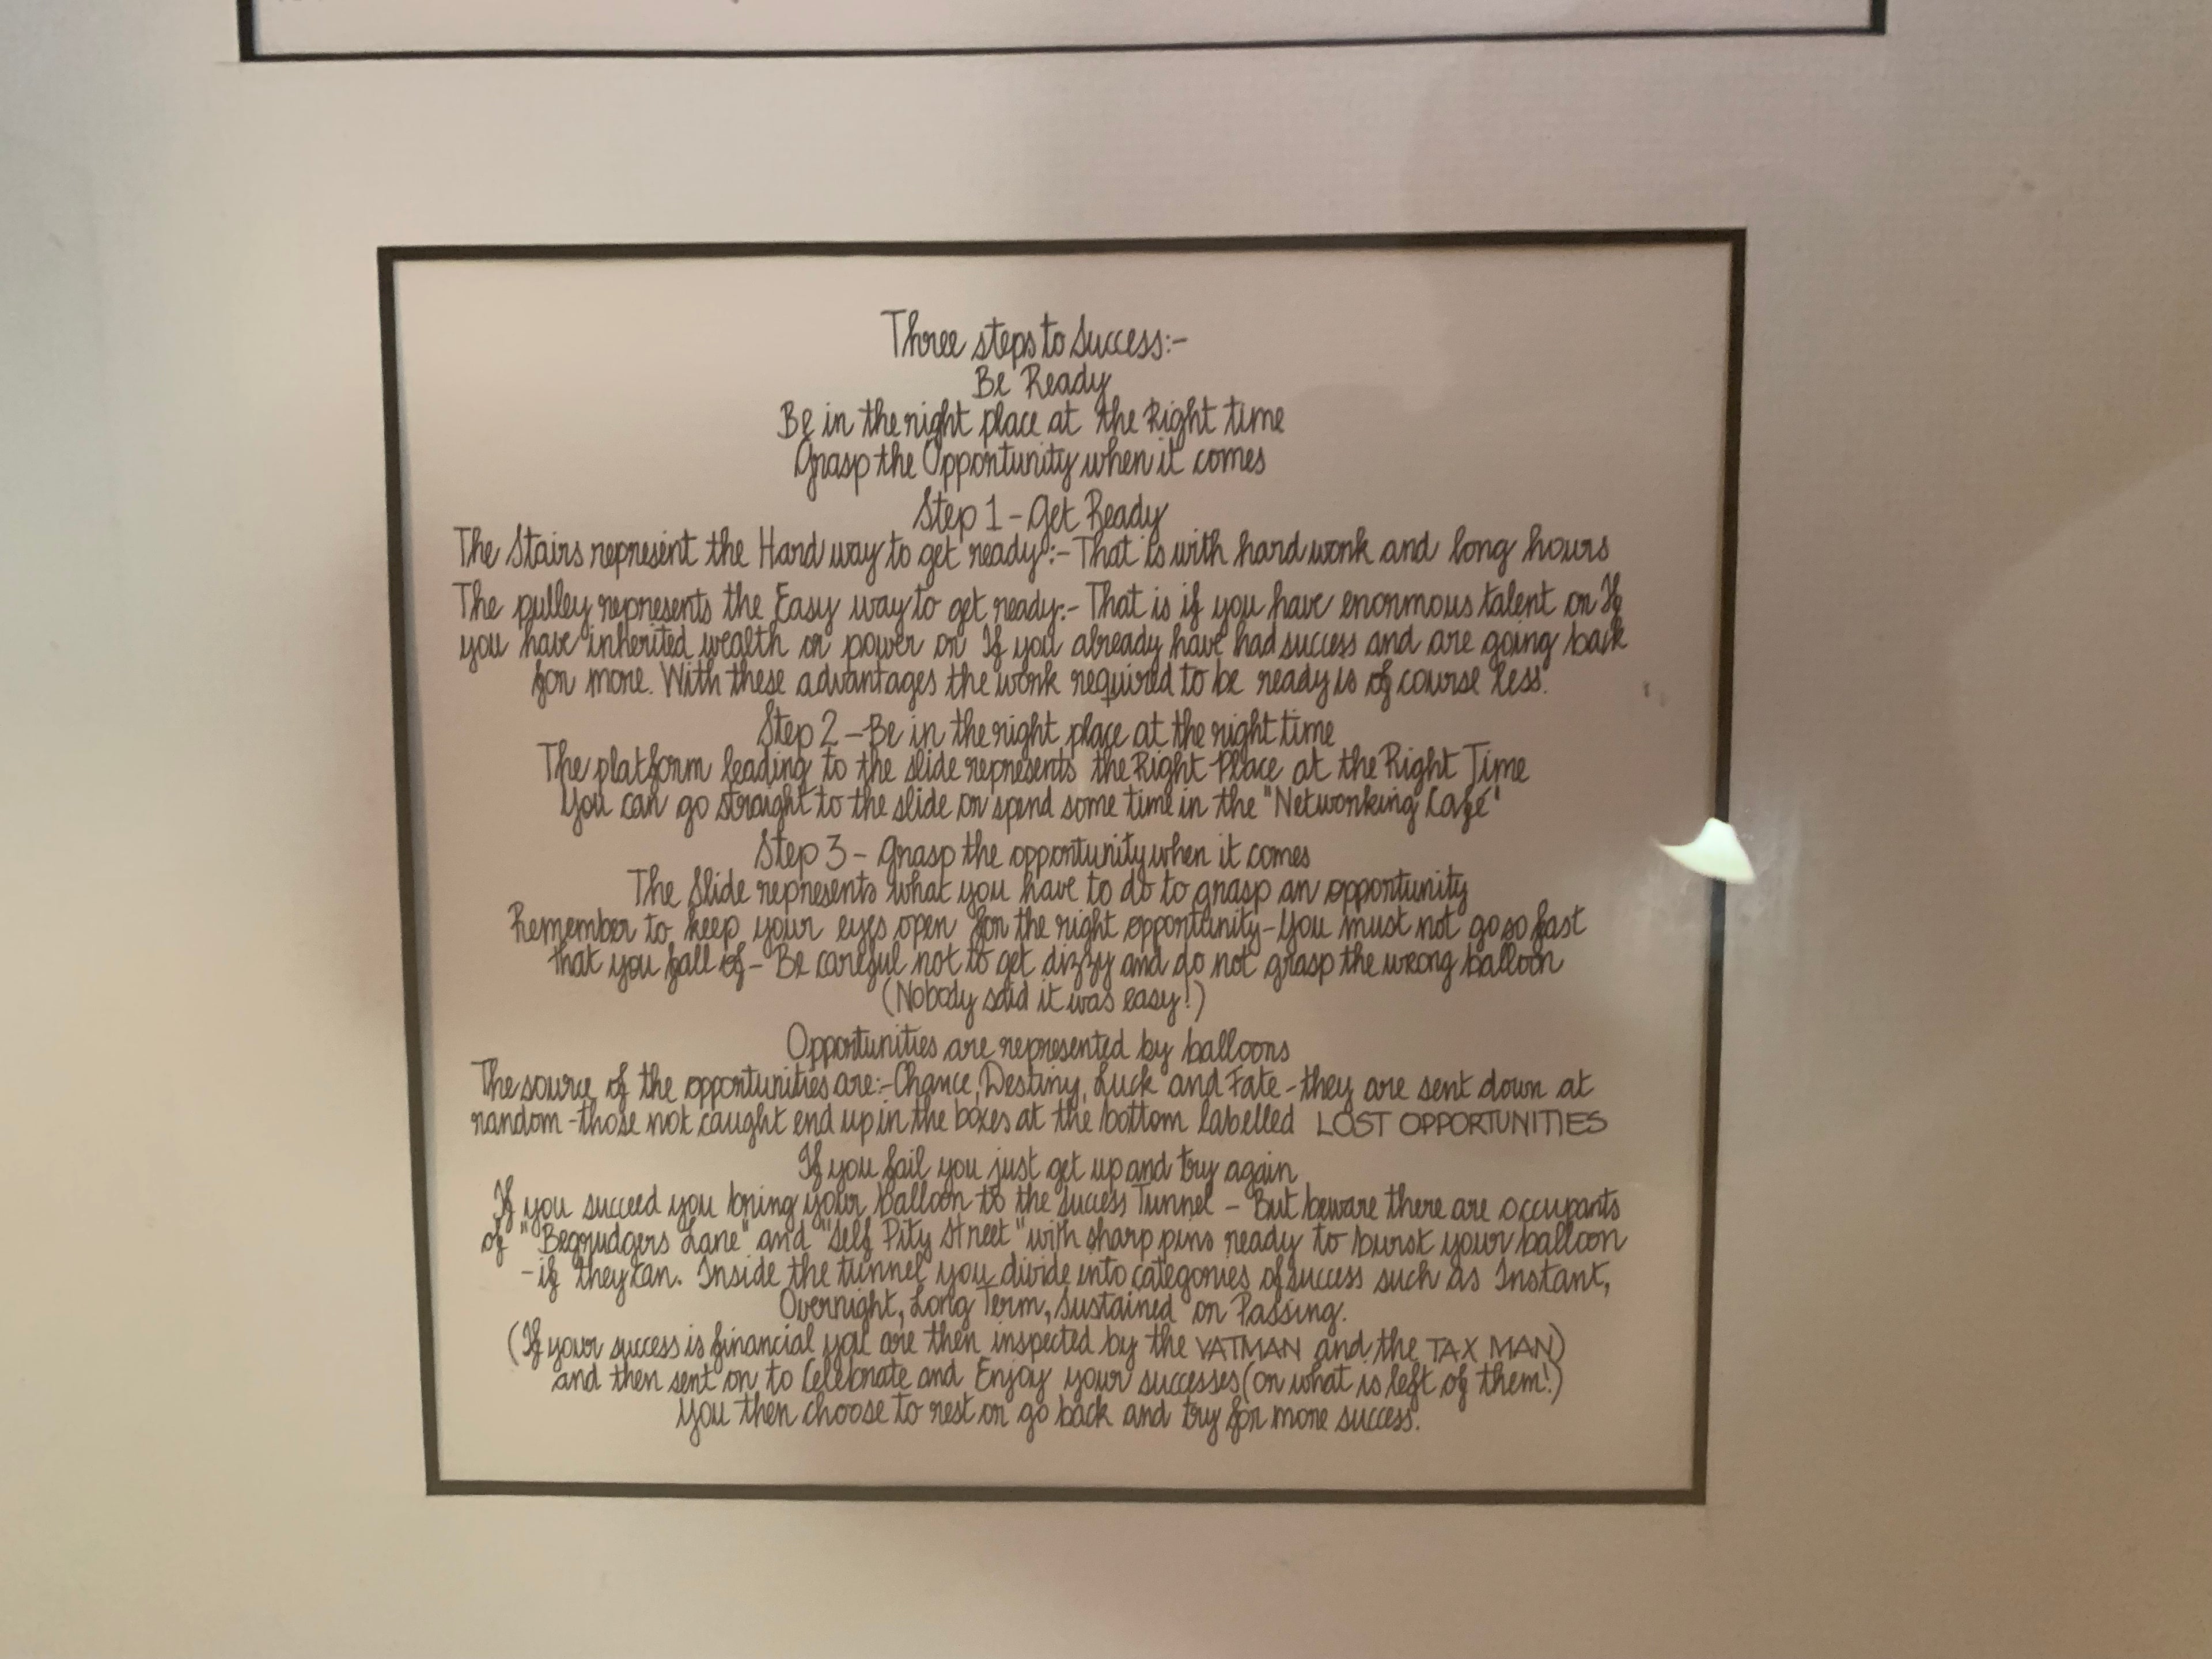 Three steps to Success:-
Be Ready
Be in the right place at the Right time
Grasp the Opportunity when it comes
Step 1 - Get Ready
The Stairs represent the Hard way to get ready:- That is with hard work and long hours
The pulley represents the Easy way to get ready:- That is if you have enormous talent or If
you have inherited wealth or power or If you already have had success and are going back
for more. With these advantages the work required to be ready is of course less.
Step 2 - Be in the right place at the right time
The platform leading to the slide represents the Right Place at the Right Time
You can go straight to the slide or spend some time in the "Networking Café"
Step 3 - Grasp the opportunity when it comes
The Slide represents what you have to do to grasp an opportunity
Remember to keep your eyes open for the right opportunity - You must not go so fast
that you fall of - Be careful not to get dizzy and do not grasp the wrong balloon
(Nobody said it was easy!)
Opportunities are represented by balloons
The source of the opportunities are:- Chance, Destiny, Luck and Fate - they are sent down at
random - those not caught end up in the boxes at the bottom labelled LOST OPPORTUNITIES
If you fail you just get up and try again
If you succeed you bring your balloon to the Success Tunnel - But beware there are occupants
of "Begrudgers Lane" and "Self Pity Street" with sharp pins ready to burst your balloon
- if they can. Inside the tunnel you divide into categories of success such as Instant,
Overnight, Long Term, Sustained or Passing.
(If your success is financial you are then inspected by the VATMAN and the TAX MAN)
and then sent on to Celebrate and Enjoy your successes (or what is left of them!)
You then choose to rest or go back and try for more success.